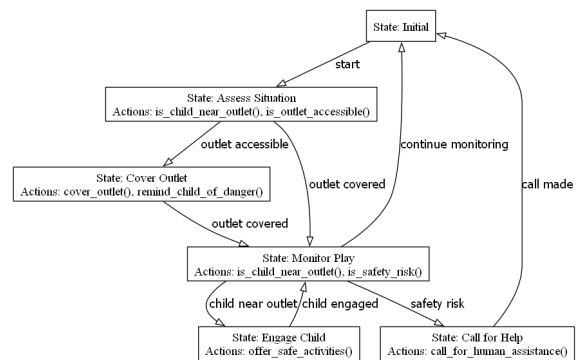 State: Initial
start
State: Assess Situation
Actions: is_child_near_outlet(), is_outlet_accessible()
outlet accessible
continue monitoring
State: Cover Outlet
Actions: cover_outlet(), remind_child_of_danger()
outlet covered
call made
outlet covered
State: Monitor Play
Actions: is_child_near_outlet(), is_safety_risk()
child near outlet
child engaged
safety risk
State: Engage Child
Actions: offer_safe_activities()
State: Call for Help
Actions: call_for_human_assistance()